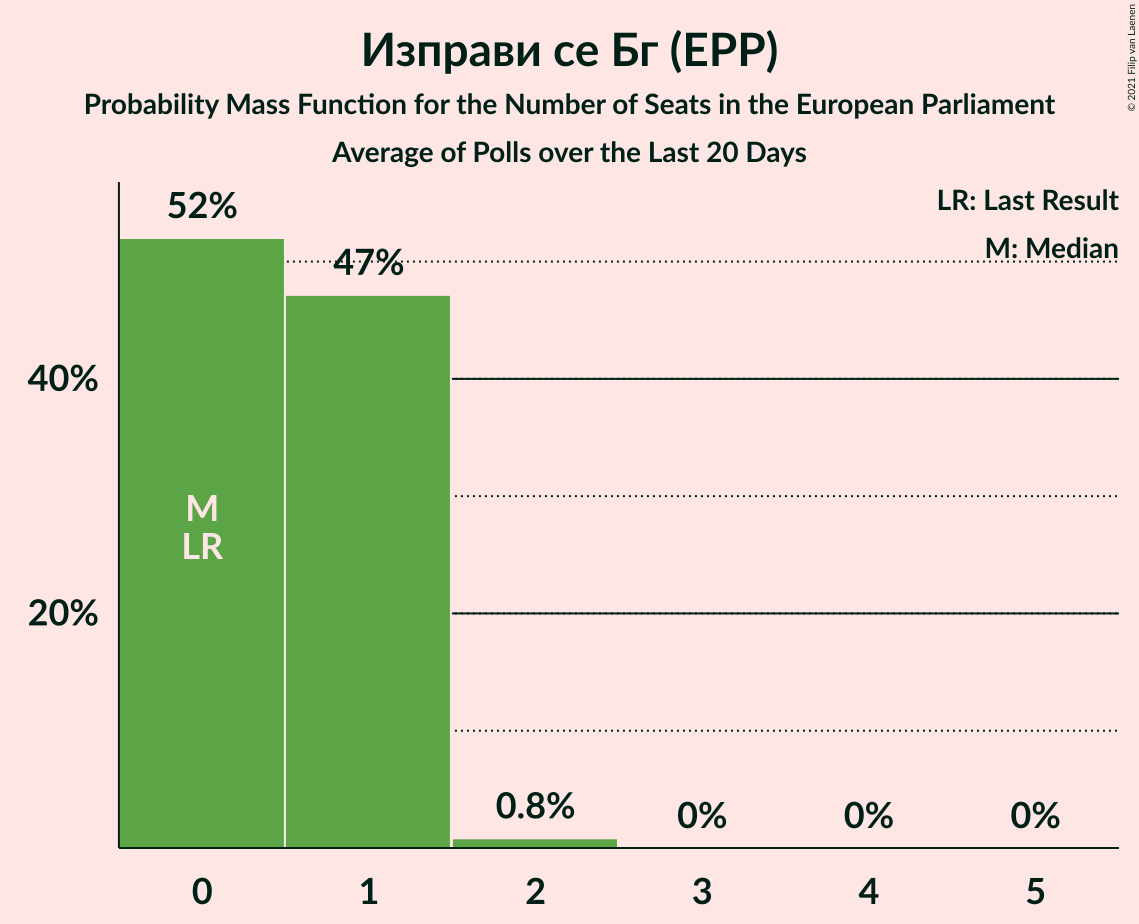 Изправи се Бг (EPP)
Probability Mass Function for the Number of Seats in the European Parliament
Average of Polls over the Last 20 Days
© 2021 Filip van Laenen
LR: Last Result
M: Median
52%
47%
40%
20%
M
LR
0.8%
0%
0%
0%
0
1
2
3
4
5